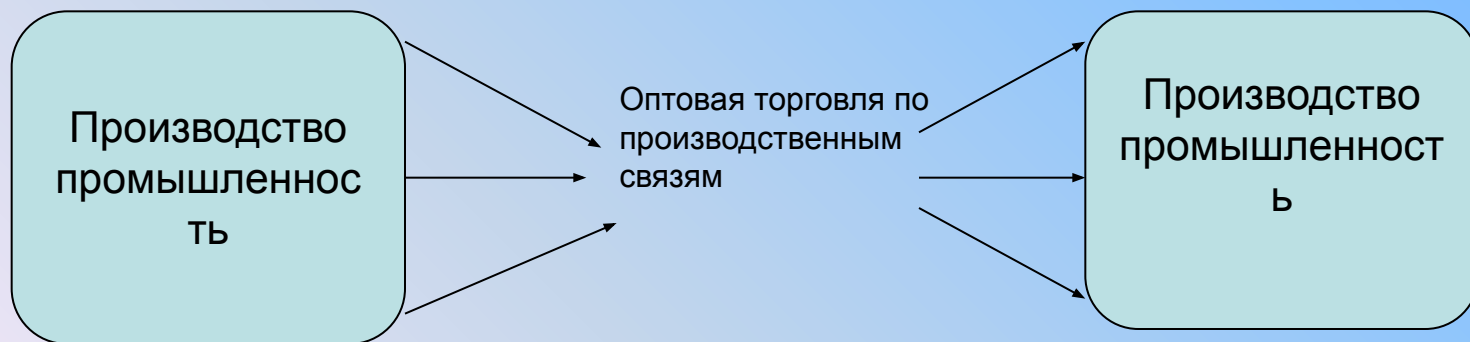 Производство
промышленнос
ть
Оптовая торговля по
производственным
связям
Производство
промышленност
ь